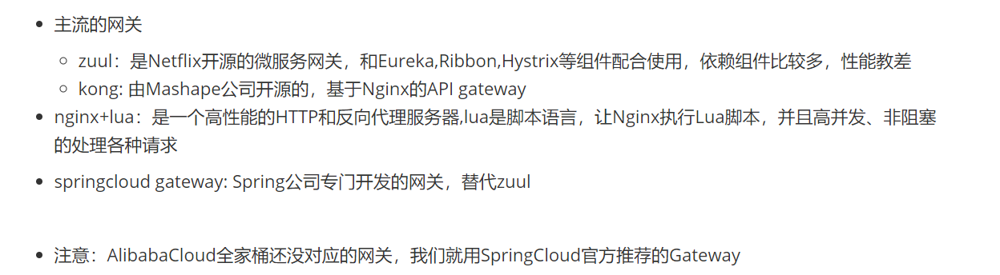 主流的网关
zuul：是Netflix开源的微服务网关，和Eureka,Ribbon,Hystrix等组件配合使用，依赖组件比较多，性能教差
kong: 由Mashape公司开源的，基于Nginx的API gateway
nginx+lua：是一个高性能的HTTP和反向代理服务器,lua是脚本语言，让Nginx执行Lua脚本，并且高并发、非阻塞
的处理各种请求
springcloud gateway: Spring公司专门开发的网关，替代zuul
注意：AlibabaCloud全家桶还没对应的网关，我们就用SpringCloud官方推荐的Gateway